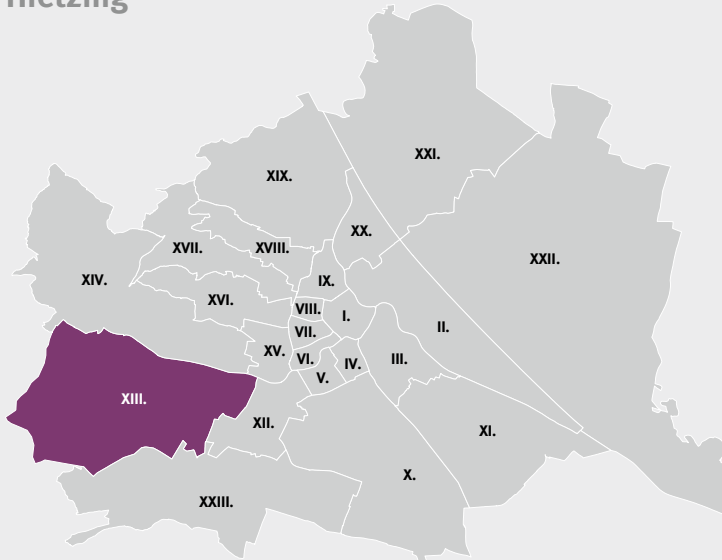 Hietzing
XXI.
XIX.
XX.
XVII.
XVIII.
XXII.
XIV.
IX.
XVI.
VIII.
I.
II.
VII.
XV.
VI.
IV.
III.
V.
XIII.
XII.
XI.
X.
XXIII.